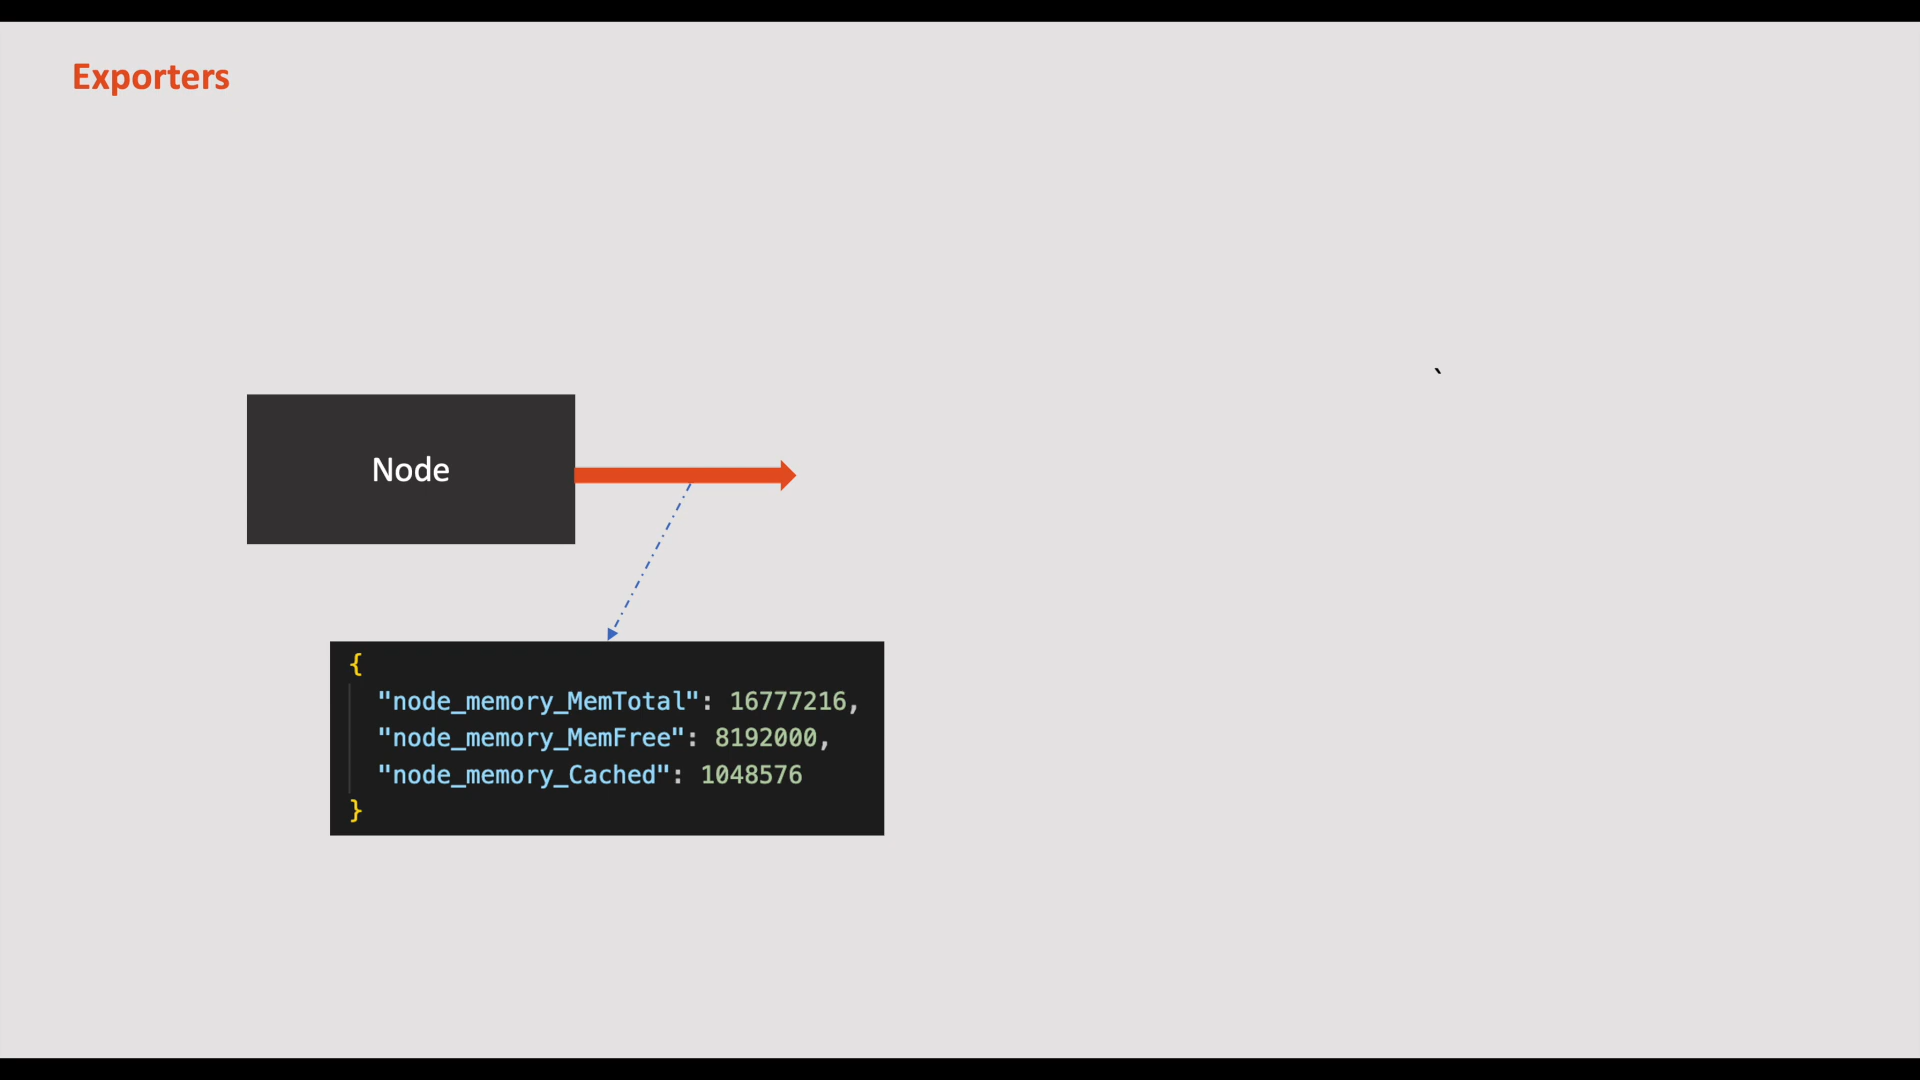 Exporters
`
Node
{
"node_memory_MemTotal": 16777216,
"node_memory_MemFree": 8192000,
"node_memory_Cached": 1048576
}